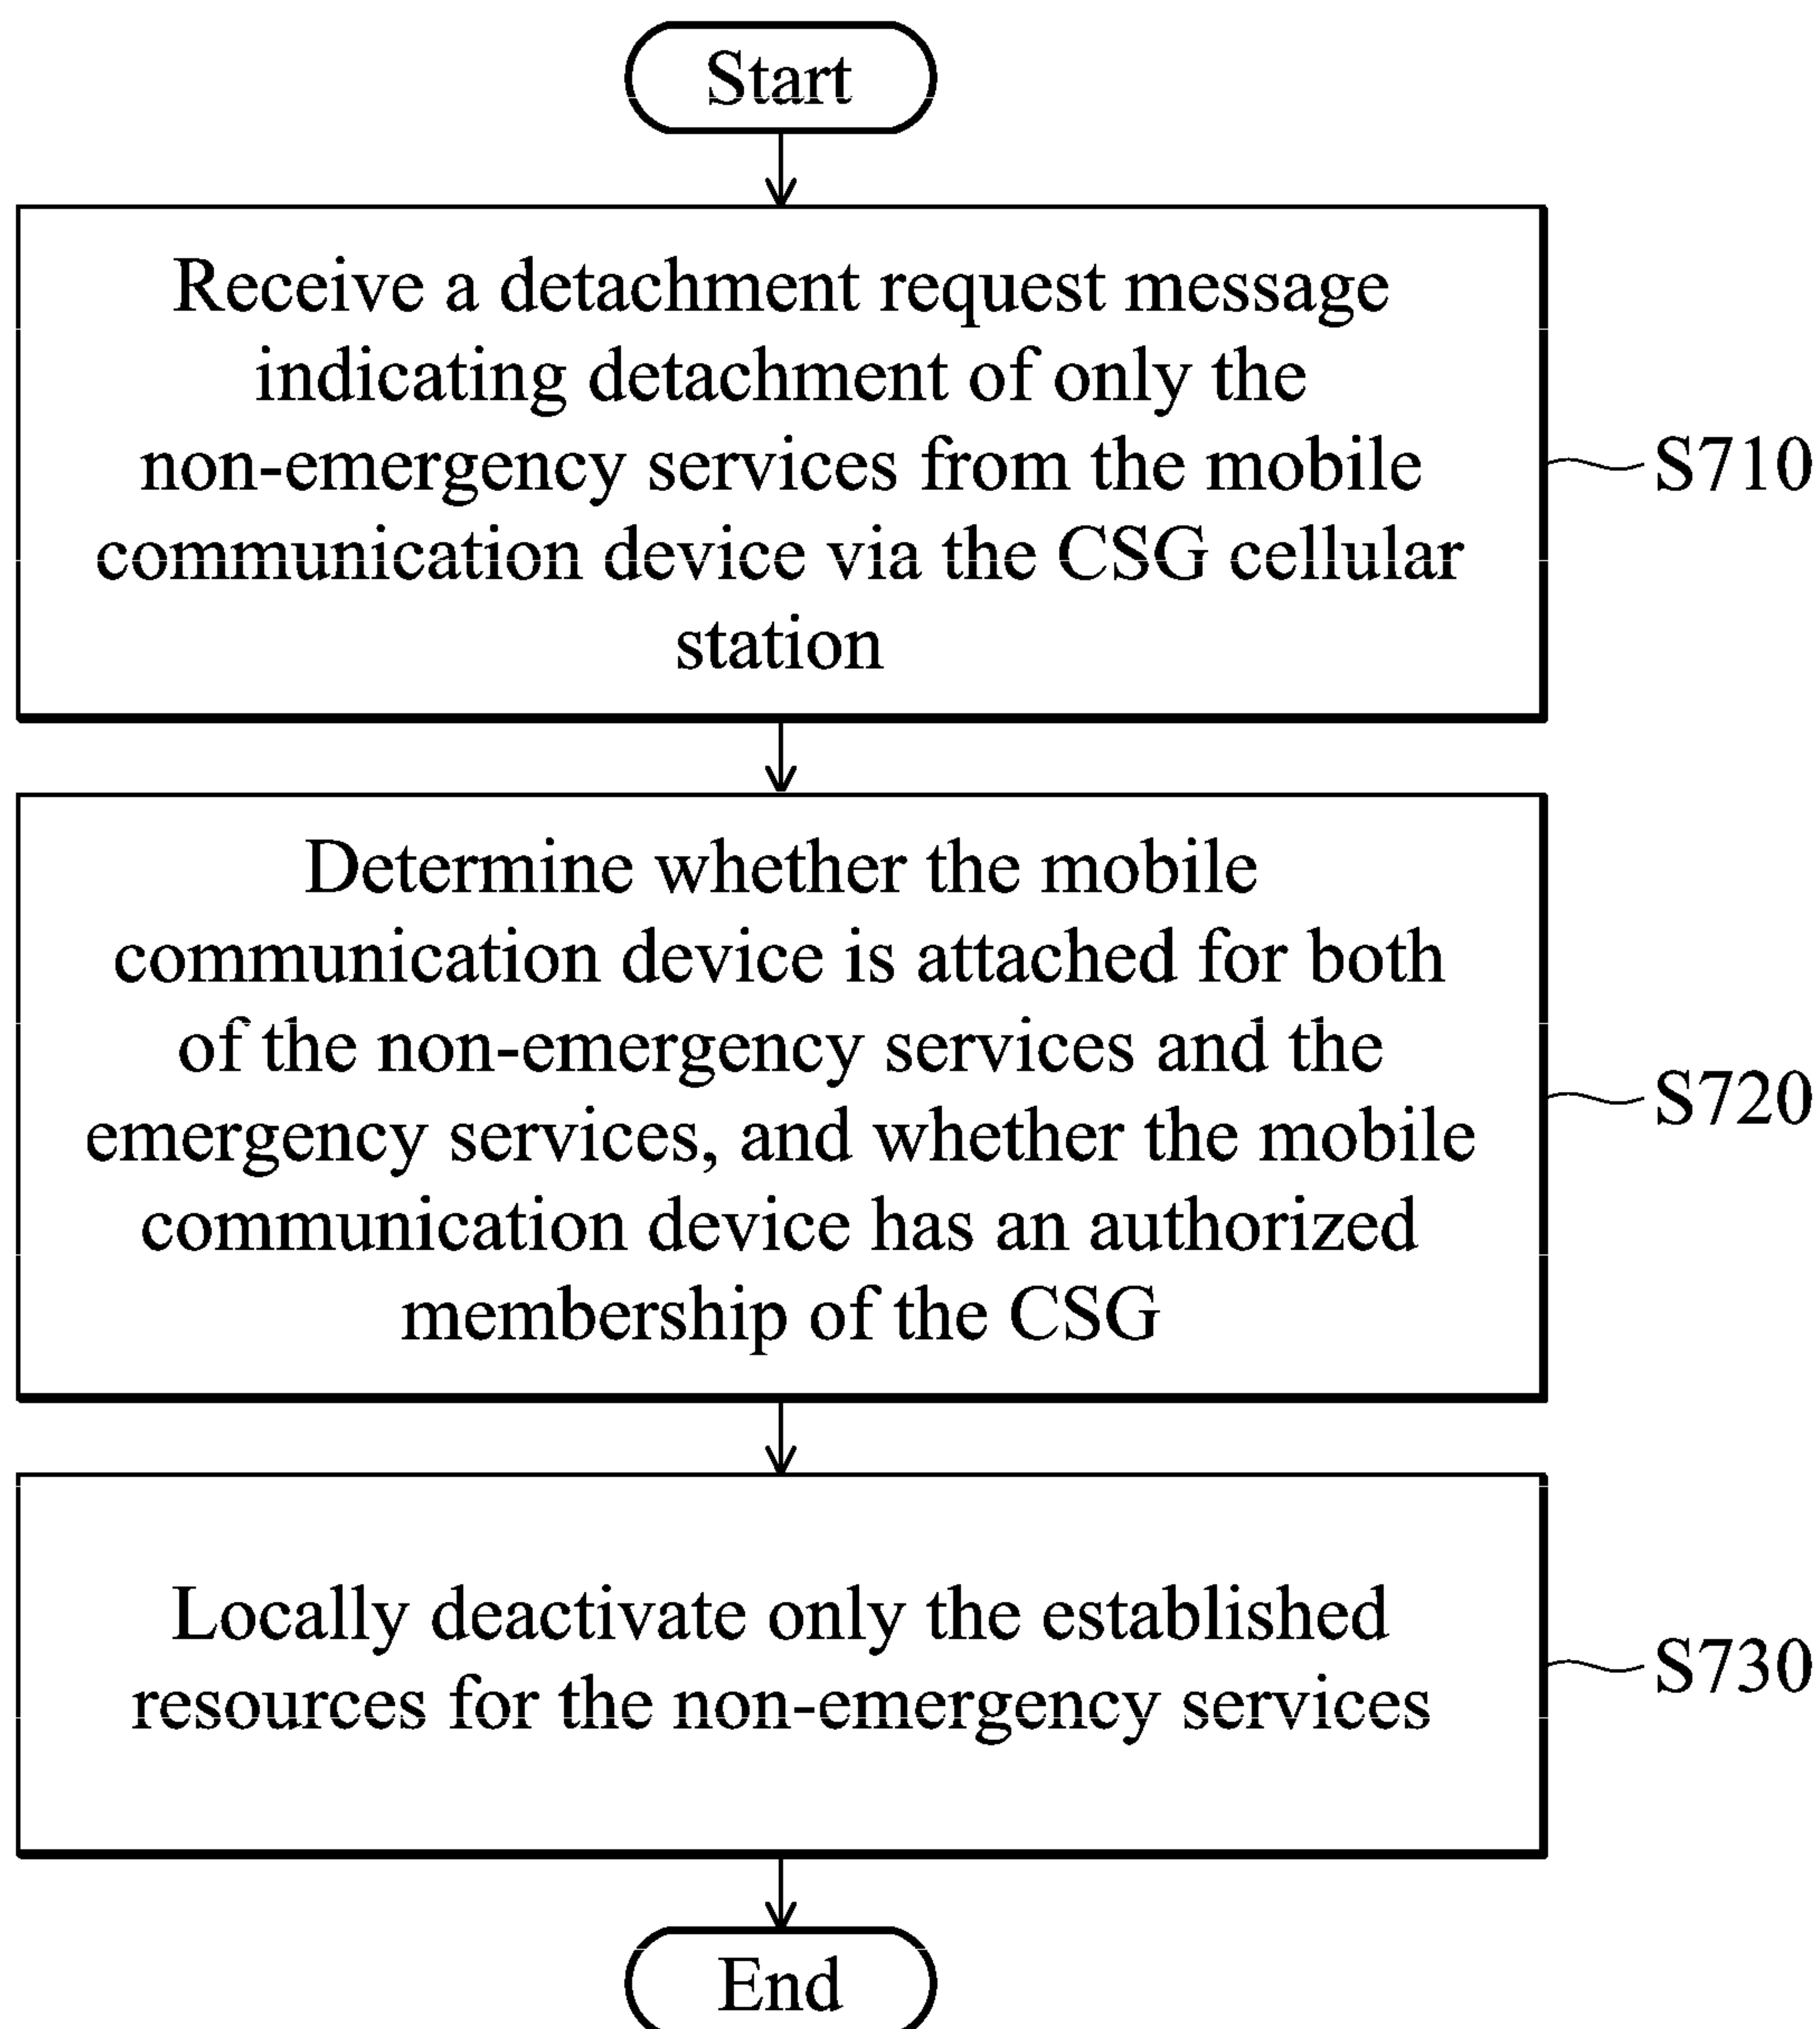 Start
Receive a detachment request message
indicating detachment of only the
non-emergency services from the mobile
communication device via the CSG cellular
station
S710
Determine whether the mobile
communication device is attached for both
of the non-emergency services and the
emergency services, and whether the mobile
communication device has an authorized
membership of the CSG
S720
Locally deactivate only the established
resources for the non-emergency services
S730
End